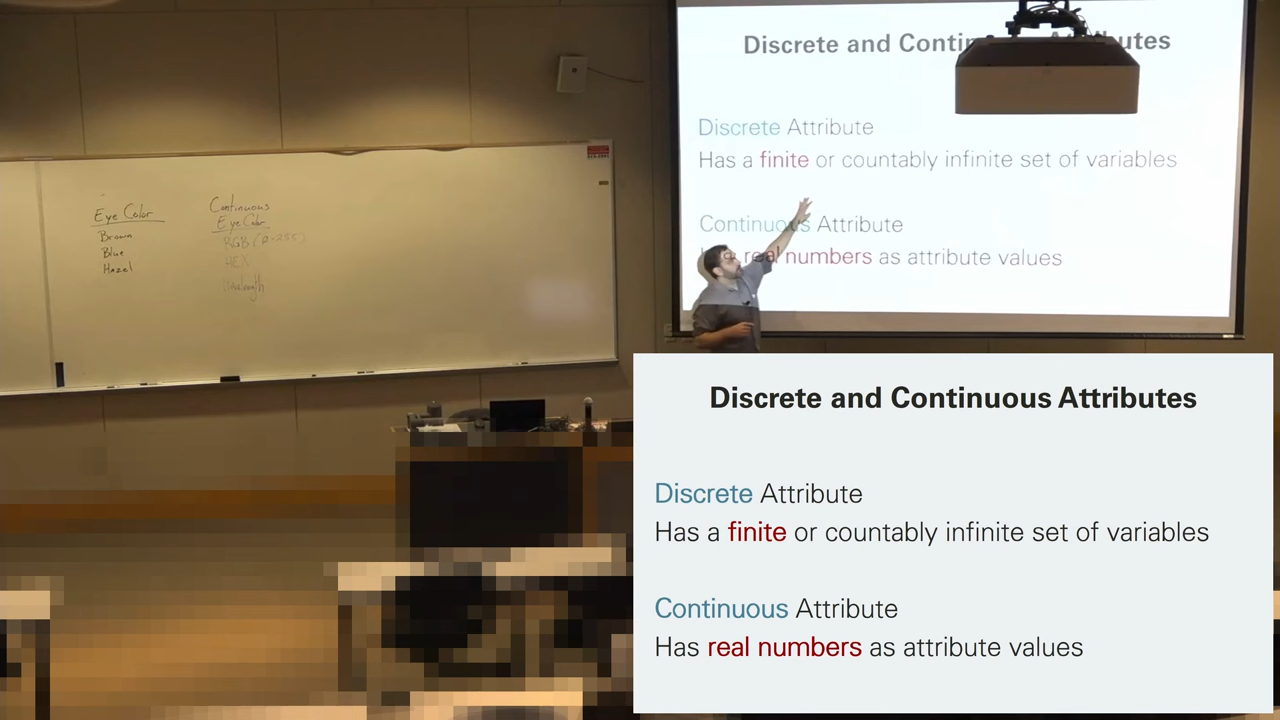 Eye Color
Brown
Blue
Hazel
Continuous
Eye Color
RGB (0-255)
HEX
Wavelength
Discrete and
Discrete Attribute
Has a finite or countably infinite set of variables
Continuous Attribute
real numbers as attribute values
Discrete and Continuous Attributes
Discrete Attribute
Has a finite or countably infinite set of variables
Continuous Attribute
Has real numbers as attribute values